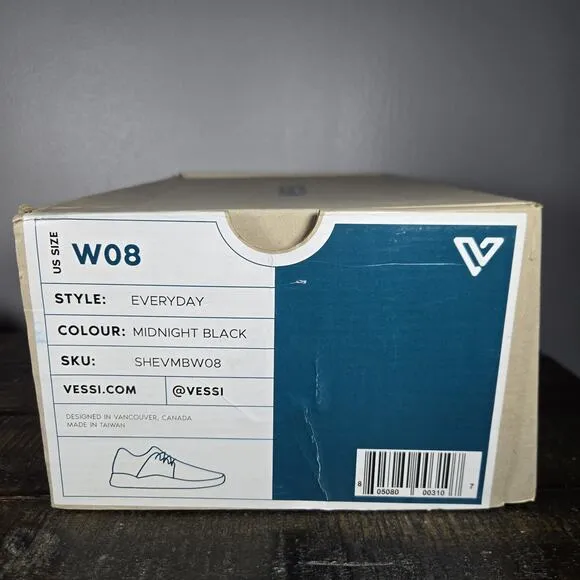 US SIZE
W08
STYLE: EVERYDAY
COLOUR: MIDNIGHT BLACK
SKU: SHEVMBW08
VESSI.COM @VESSI
DESIGNED IN VANCOUVER, CANADA
MADE IN TAIWAN
8 05080 00310 7